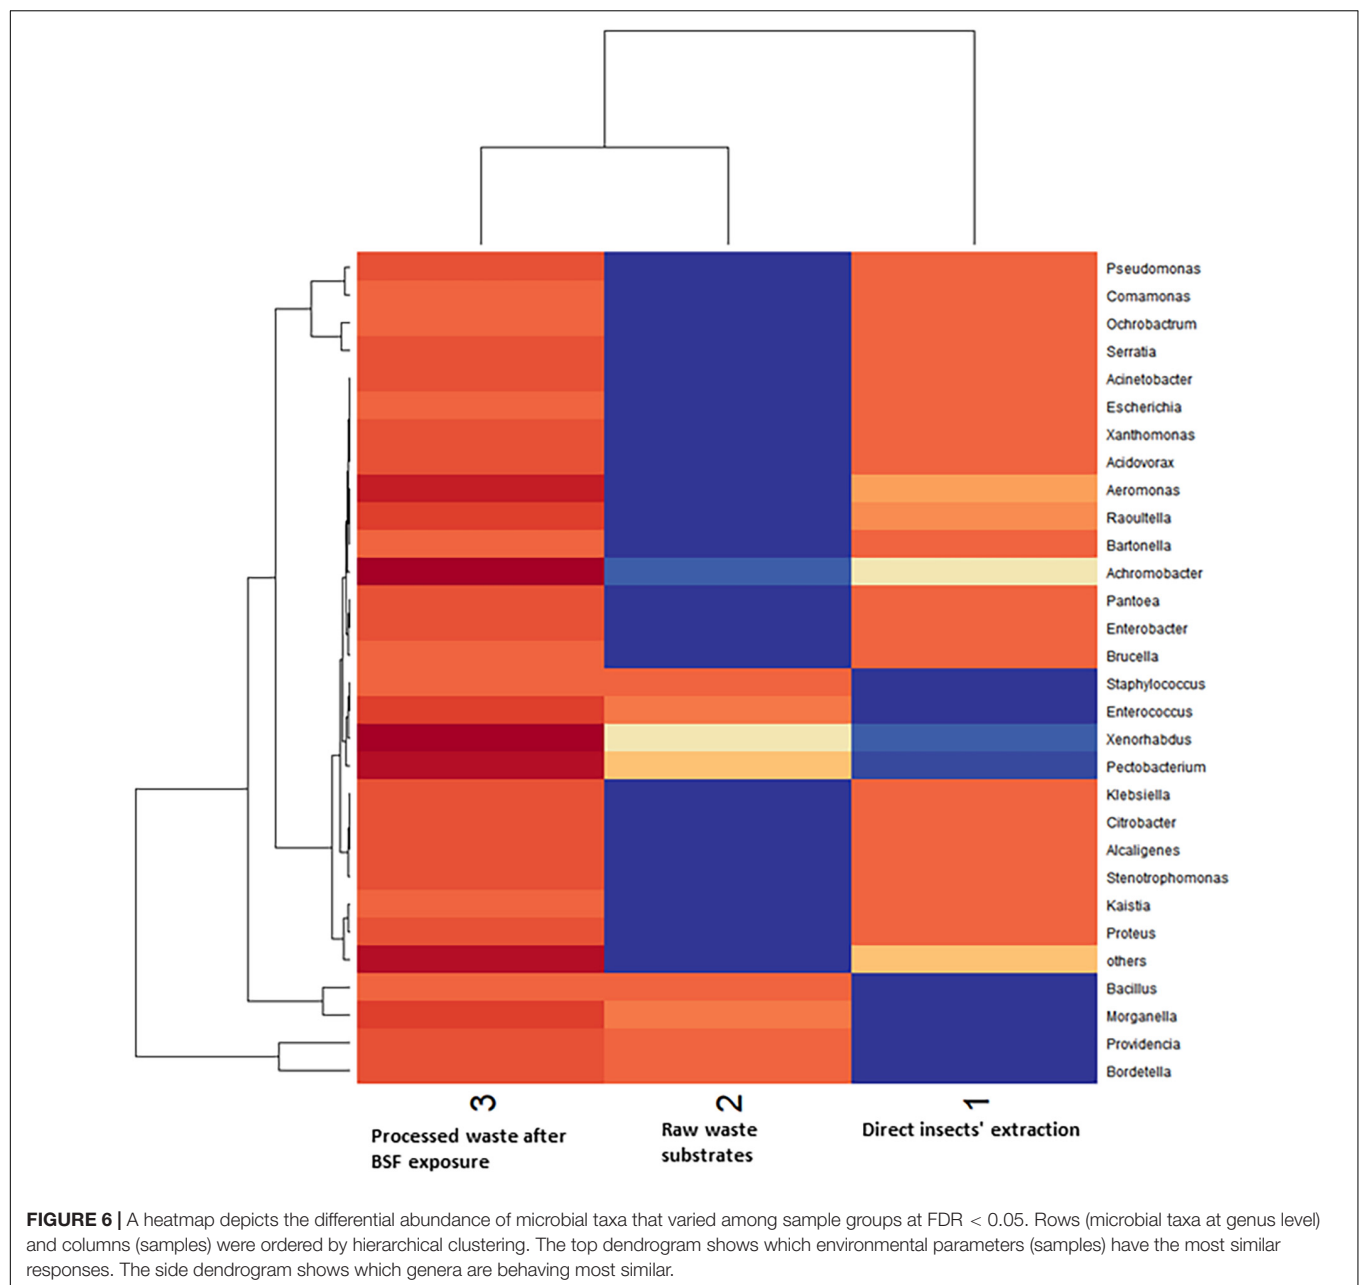 Pseudomonas
Comamonas
Ochrobactrum
Serratia
Acinetobacter
Escherichia
Xanthomonas
Acidovorax
Aeromonas
Raoultella
Bartonella
Achromobacter
Pantoea
Enterobacter
Brucella
Staphylococcus
Enterococcus
Xenorhabdus
Pectobacterium
Klebsiella
Citrobacter
Alcaligenes
Stenotrophomonas
Kaistia
Proteus
others
Bacillus
Morganella
Providencia
Bordetella
3
2
1
Processed waste after
BSF exposure
Raw waste
substrates
Direct insects' extraction
FIGURE 6 | A heatmap depicts the differential abundance of microbial taxa that varied among sample groups at FDR < 0.05. Rows (microbial taxa at genus level)
and columns (samples) were ordered by hierarchical clustering. The top dendrogram shows which environmental parameters (samples) have the most similar
responses. The side dendrogram shows which genera are behaving most similar.